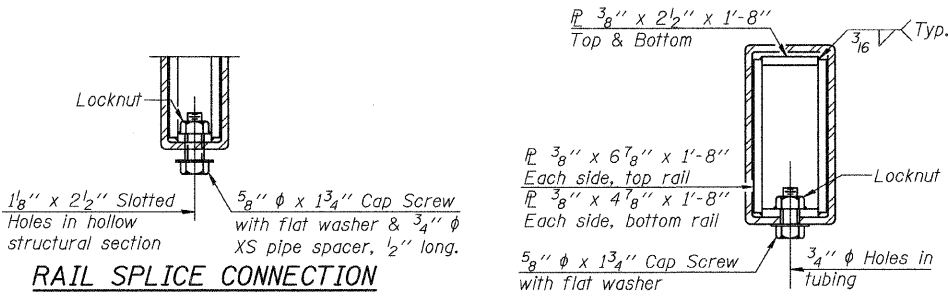 Locknut
1 1/8" x 2 1/2" Slotted
Holes in hollow
structural section
5/8" φ x 1 3/4" Cap Screw
with flat washer & 3/4" φ
XS pipe spacer, 1/2" long.
RAIL SPLICE CONNECTION
℄ 3/8" x 2 1/2" x 1'-8"
Top & Bottom
3/16
Typ.
℄ 3/8" x 6 7/8" x 1'-8"
Each side, top rail
℄ 3/8" x 4 7/8" x 1'-8"
Each side, bottom rail
Locknut
5/8" φ x 1 3/4" Cap Screw
with flat washer
3/4" φ Holes in
tubing